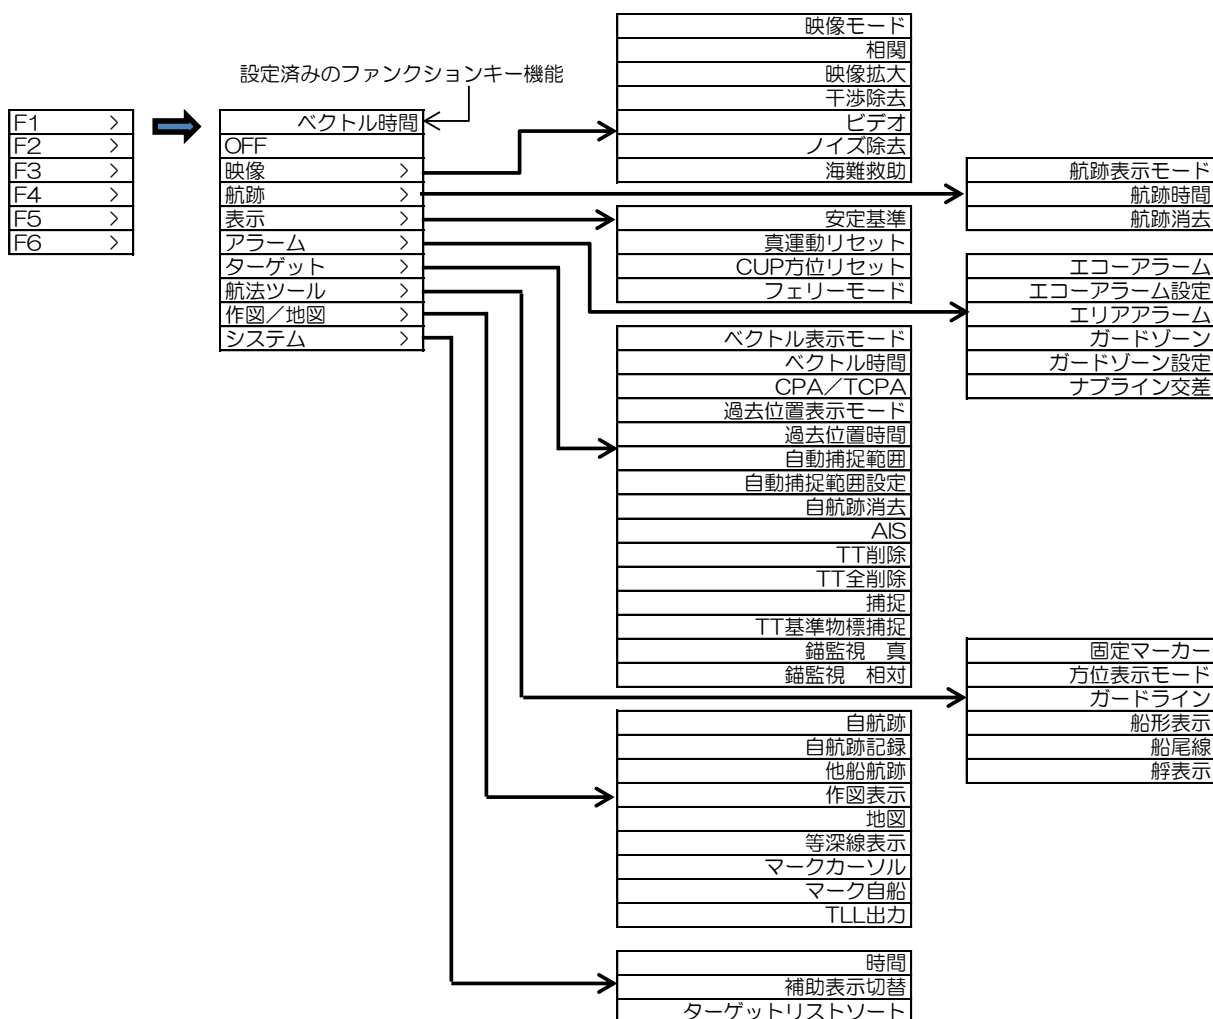 設定済みのファンクションキー機能
F1 >
F2 >
F3 >
F4 >
F5 >
F6 >
ベクトル時間
OFF
映像 >
航跡 >
表示 >
アラーム >
ターゲット >
航法ツール >
作図／地図 >
システム >
映像モード
相関
映像拡大
干渉除去
ビデオ
ノイズ除去
海難救助
航跡表示モード
航跡時間
航跡消去
安定基準
真運動リセット
CUP方位リセット
フェリーモード
エコーアラーム
エコーアラーム設定
エリアアラーム
ガードゾーン
ガードゾーン設定
ナブライン交差
ベクトル表示モード
ベクトル時間
CPA／TCPA
過去位置表示モード
過去位置時間
自動捕捉範囲
自動捕捉範囲設定
自航跡消去
AIS
TT削除
TT全削除
捕捉
TT基準物標捕捉
錨監視　真
錨監視　相対
固定マーカー
方位表示モード
ガードライン
船形表示
船尾線
艀表示
自航跡
自航跡記録
他船航跡
作図表示
地図
等深線表示
マークカーソル
マーク自船
TLL出力
時間
補助表示切替
ターゲットリストソート